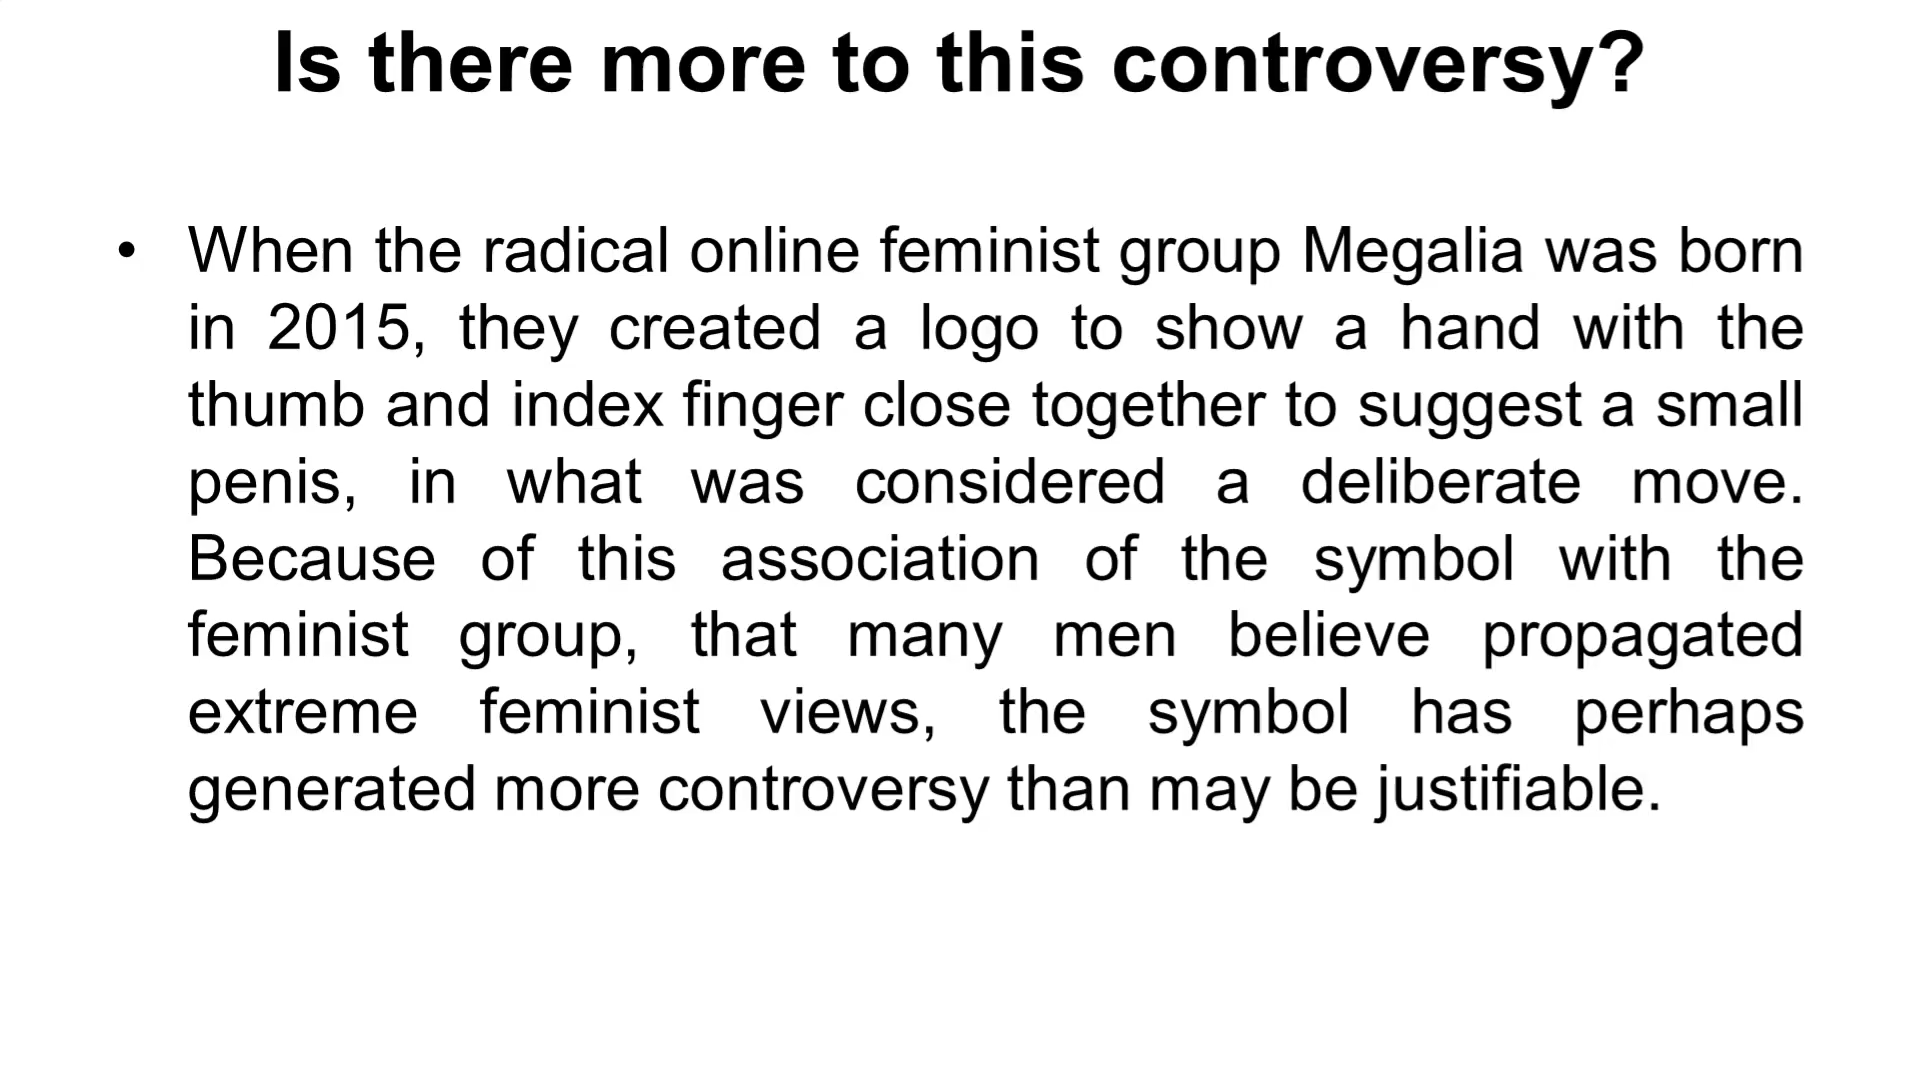 Is there more to this controversy?
• When the radical online feminist group Megalia was born
in 2015, they created a logo to show a hand with the
thumb and index finger close together to suggest a small
penis, in what was considered a deliberate move.
Because of this association of the symbol with the
feminist group, that many men believe propagated
extreme feminist views, the symbol has perhaps
generated more controversy than may be justifiable.